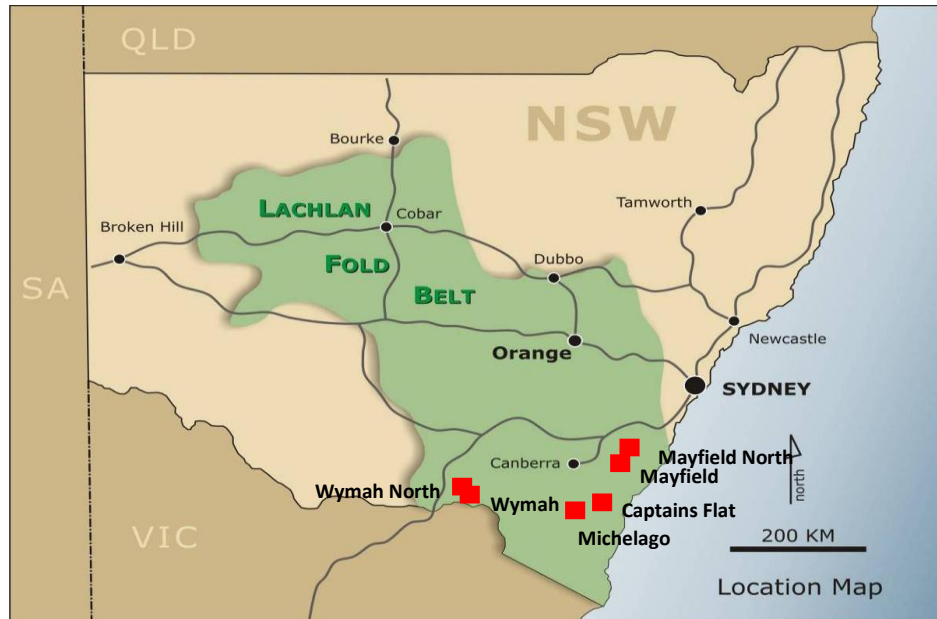 QLD
NSW
Bourke
LACHLAN
Cobar
Tamworth
Broken Hill
FOLD
Dubbo
SA
BELT
Orange
Newcastle
SYDNEY
Mayfield North
Canberra
Mayfield
north
Wymah North
Wymah
Captains Flat
VIC
Michelago
200 KM
Location Map